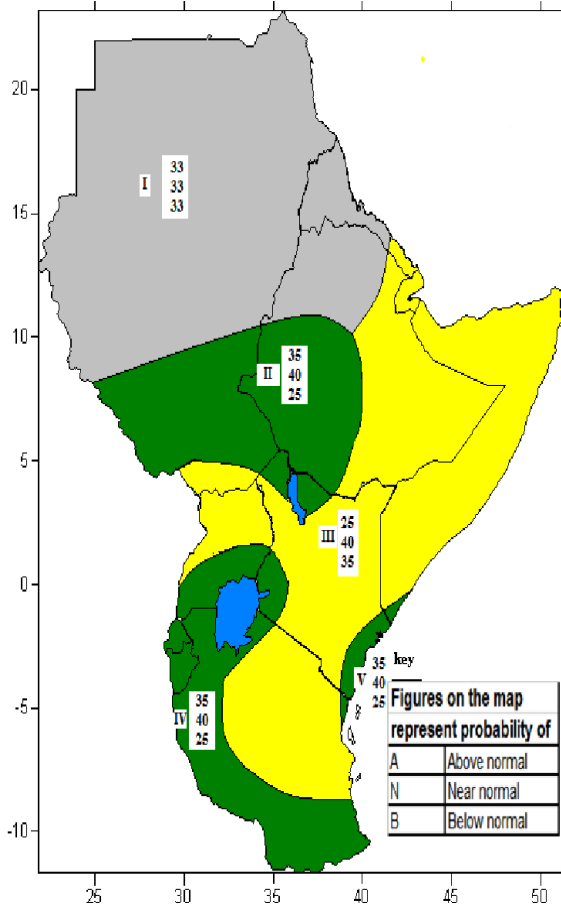 20
15
10
5
0
-5
-10
I
33
33
33
II
35
40
25
III
25
40
35
IV
35
40
25
V
35
40
25
key
Figures on the map
represent probability of
A Above normal
N Near normal
B Below normal
25 30 35 40 45 50